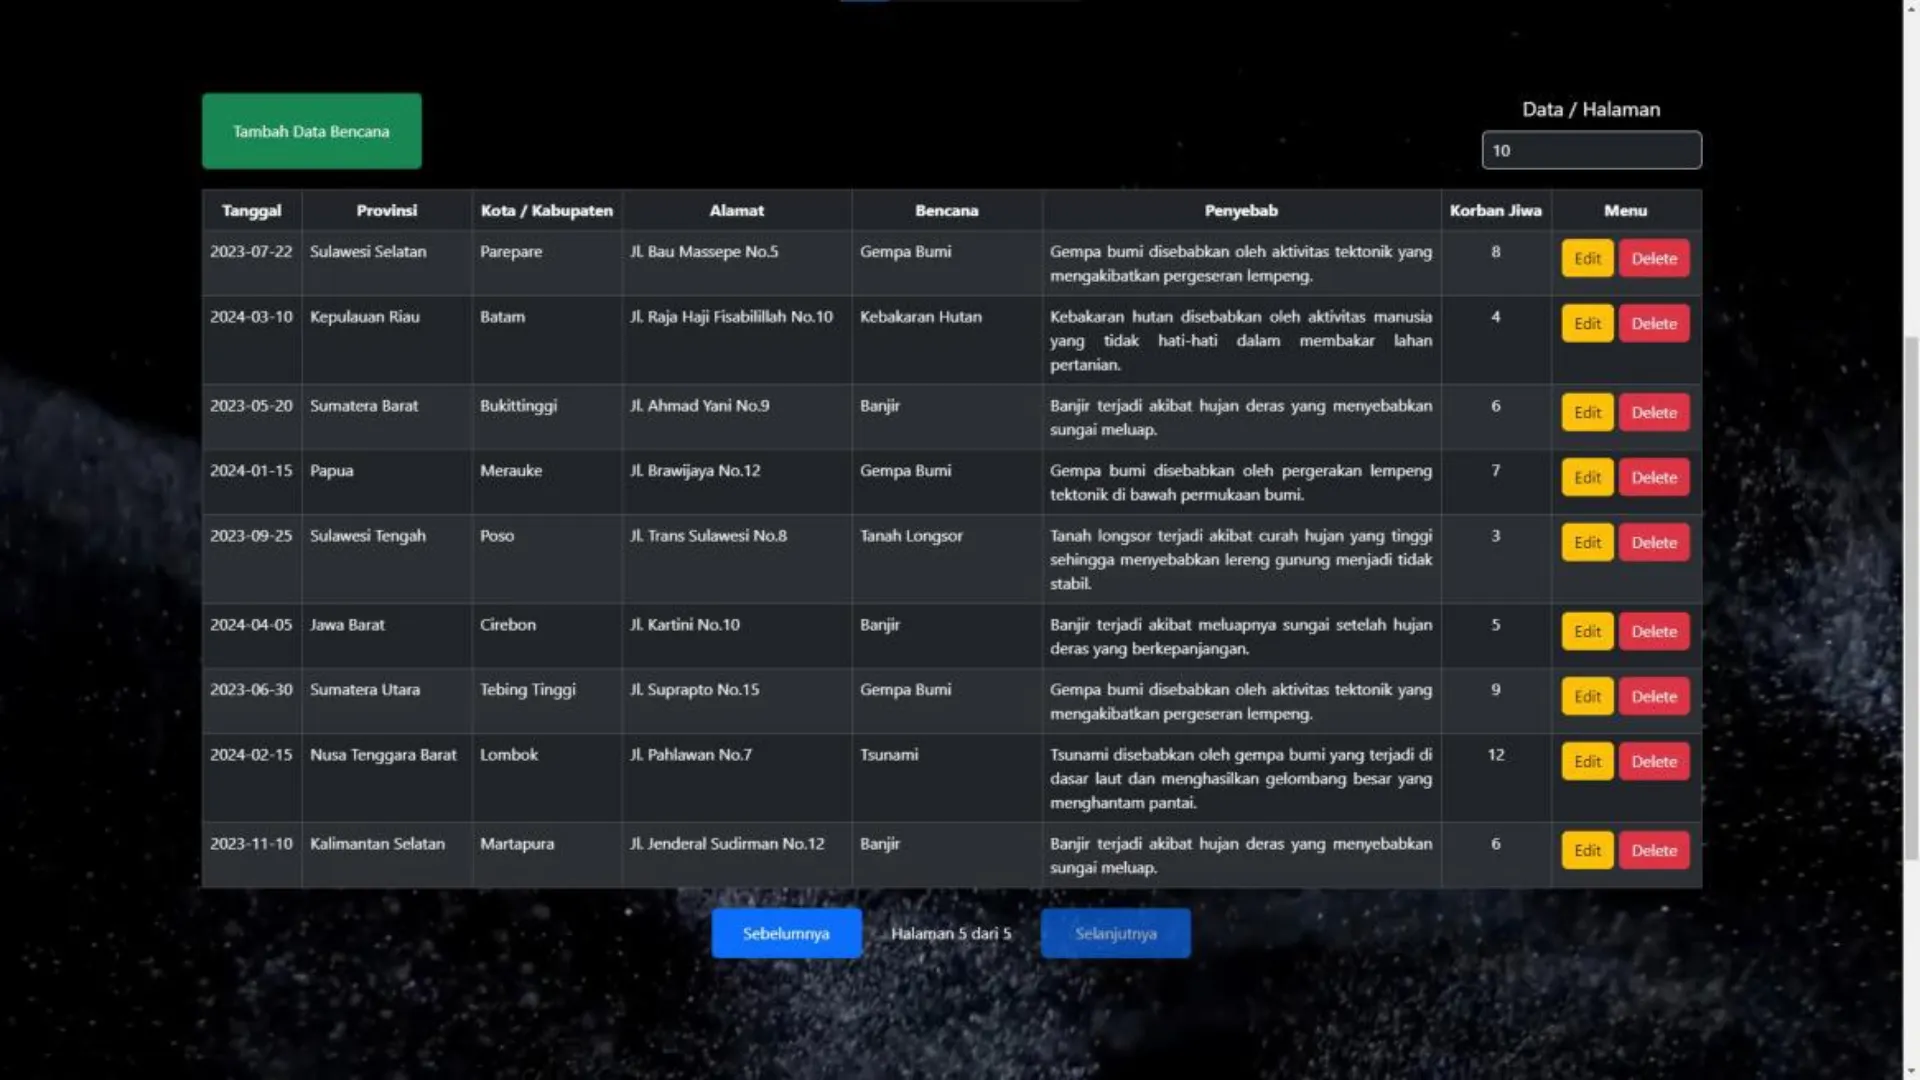 Tambah Data Bencana
Data / Halaman
10
Tanggal Provinsi Kota / Kabupaten Alamat Bencana Penyebab Korban Jiwa Menu
2023-07-22 Sulawesi Selatan Parepare Jl. Bau Massepe No.5 Gempa Bumi Gempa bumi disebabkan oleh aktivitas tektonik yang 8 Edit Delete
mengakibatkan pergeseran lempeng.
2024-03-10 Kepulauan Riau Batam Jl. Raja Haji Fisabilillah No.10 Kebakaran Hutan Kebakaran hutan disebabkan oleh aktivitas manusia 4 Edit Delete
yang tidak hati-hati dalam membakar lahan
pertanian.
2023-05-20 Sumatera Barat Bukittinggi Jl. Ahmad Yani No.9 Banjir Banjir terjadi akibat hujan deras yang menyebabkan 6 Edit Delete
sungai meluap.
2024-01-15 Papua Merauke Jl. Brawijaya No.12 Gempa Bumi Gempa bumi disebabkan oleh pergerakan lempeng 7 Edit Delete
tektonik di bawah permukaan bumi.
2023-09-25 Sulawesi Tengah Poso Jl. Trans Sulawesi No.8 Tanah Longsor Tanah longsor terjadi akibat curah hujan yang tinggi 3 Edit Delete
sehingga menyebabkan lereng gunung menjadi tidak
stabil.
2024-04-05 Jawa Barat Cirebon Jl. Kartini No.10 Banjir Banjir terjadi akibat meluapnya sungai setelah hujan 5 Edit Delete
deras yang berkepanjangan.
2023-06-30 Sumatera Utara Tebing Tinggi Jl. Suprapto No.15 Gempa Bumi Gempa bumi disebabkan oleh aktivitas tektonik yang 9 Edit Delete
mengakibatkan pergeseran lempeng.
2024-02-15 Nusa Tenggara Barat Lombok Jl. Pahlawan No.7 Tsunami Tsunami disebabkan oleh gempa bumi yang terjadi di 12 Edit Delete
dasar laut dan menghasilkan gelombang besar yang
menghantam pantai.
2023-11-10 Kalimantan Selatan Martapura Jl. Jenderal Sudirman No.12 Banjir Banjir terjadi akibat hujan deras yang menyebabkan 6 Edit Delete
sungai meluap.
Sebelumnya Halaman 5 dari 5 Selanjutnya